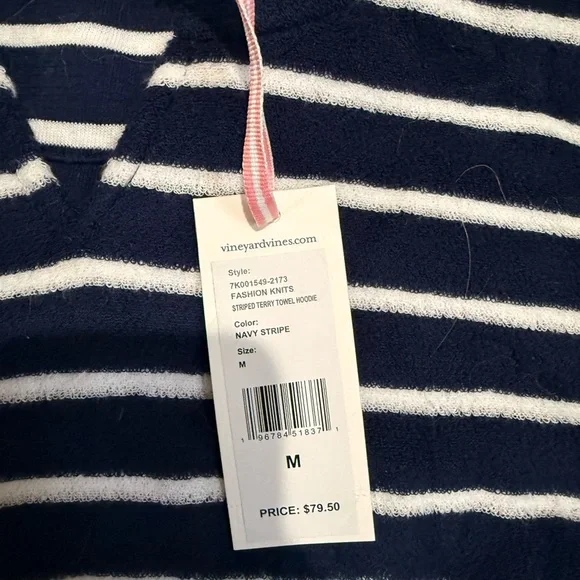 vineyardvines.com
Style:
7K001549-2173
FASHION KNITS
STRIPED TERRY TOWEL HOODIE
Color:
NAVY STRIPE
Size:
M
1 96784 51837 1
M
PRICE: $79.50